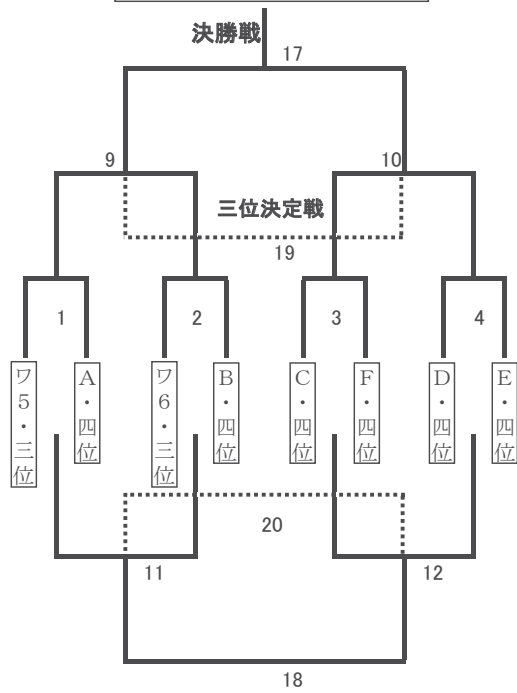 決勝戦
17
9
10
三位決定戦
19
1
2
3
4
ワ5・三位
A・四位
ワ6・三位
B・四位
C・四位
F・四位
D・四位
E・四位
20
11
12
18